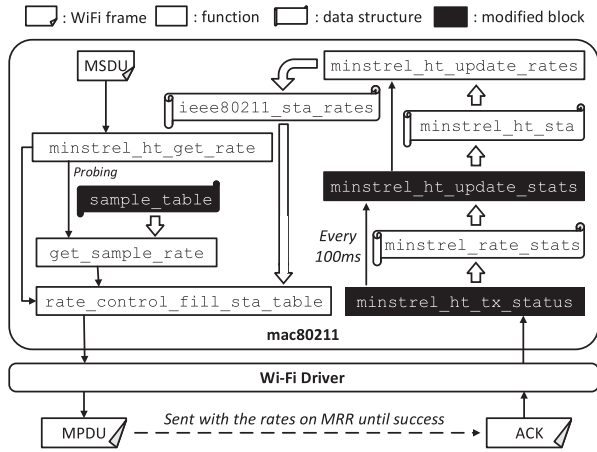 : WiFi frame
: function
: data structure
: modified block
MSDU
minstrel_ht_update_rates
ieee80211_sta_rates
minstrel_ht_sta
minstrel_ht_get_rate
Probing
sample_table
minstrel_ht_update_stats
get_sample_rate
Every
100ms
minstrel_rate_stats
rate_control_fill_sta_table
minstrel_ht_tx_status
mac80211
Wi-Fi Driver
MPDU
Sent with the rates on MRR until success
ACK